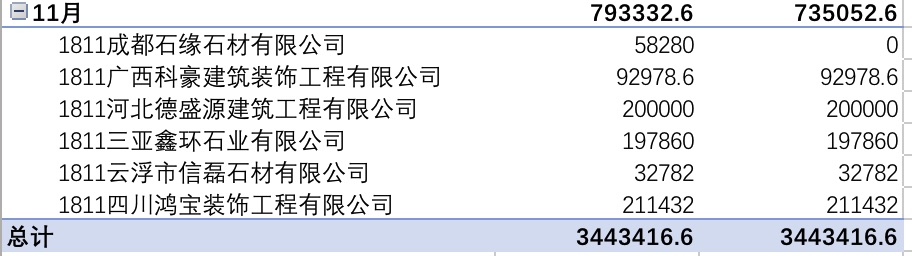 11月 793332.6 735052.6
1811成都石缘石材有限公司 58280 0
1811广西科豪建筑装饰工程有限公司 92978.6 92978.6
1811河北德盛源建筑工程有限公司 200000 200000
1811三亚鑫环石业有限公司 197860 197860
1811云浮市信磊石材有限公司 32782 32782
1811四川鸿宝装饰工程有限公司 211432 211432
总计 3443416.6 3443416.6